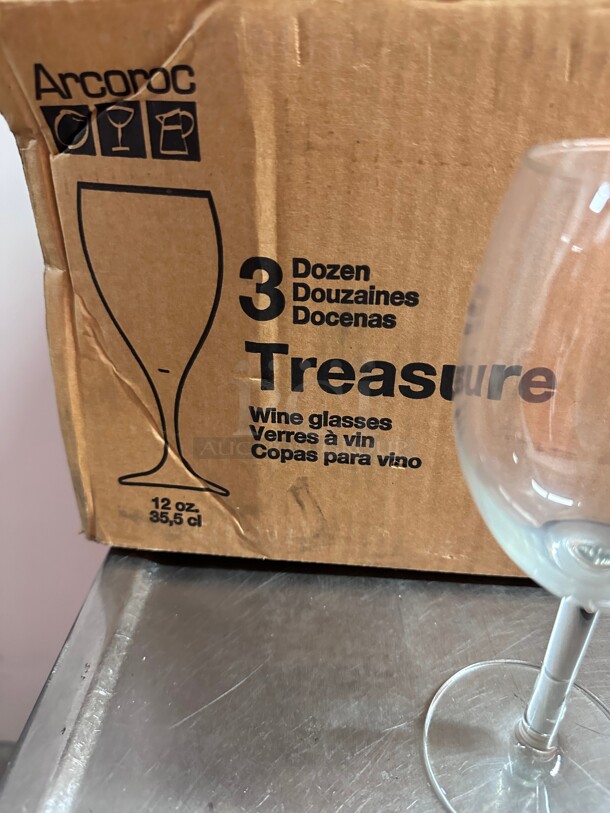 Arcoroc
3 Dozen
Douzaines
Docenas
Treasure
Wine glasses
Verres à vin
Copas para vino
12 oz.
35,5 cl